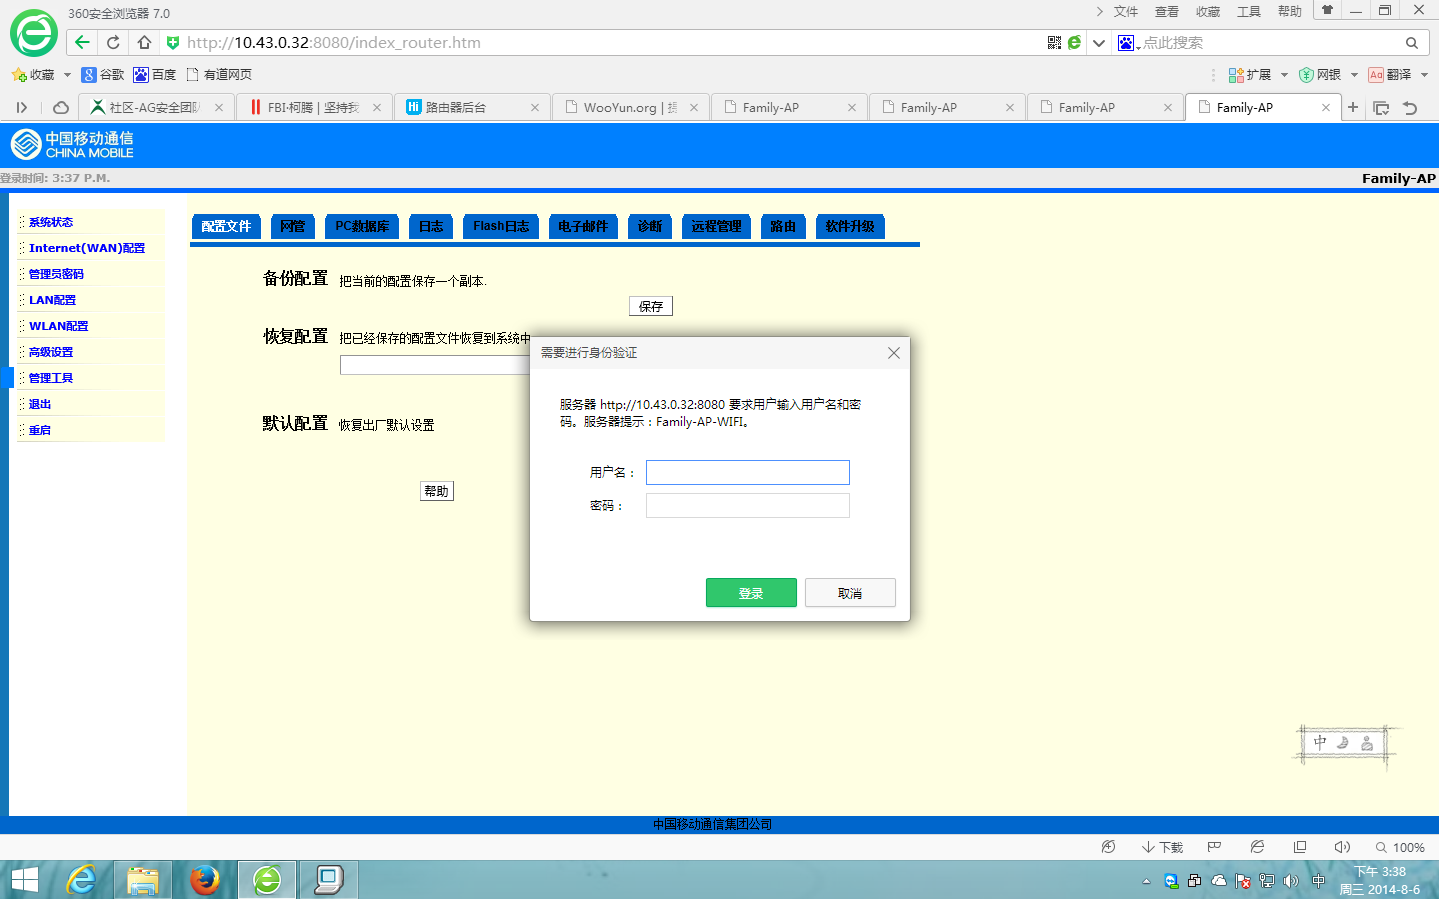 360安全浏览器 7.0
文件 查看 收藏 工具 帮助
http://10.43.0.32:8080/index_router.htm
点此搜索
收藏 谷歌 百度 有道网页
扩展 网银 翻译
社区-AG安全团队
FBI-柯腾 | 坚持我
路由器后台
WooYun.org | 提
Family-AP
Family-AP
Family-AP
Family-AP
中国移动通信
CHINA MOBILE
登录时间: 3:37 P.M.
Family-AP
系统状态
Internet(WAN)配置
管理员密码
LAN配置
WLAN配置
高级设置
管理工具
退出
重启
配置文件 网管 PC数据库 日志 Flash日志 电子邮件 诊断 远程管理 路由 软件升级
备份配置 把当前的配置保存一个副本.
保存
恢复配置 把已经保存的配置文件恢复到系统中
默认配置 恢复出厂默认设置
帮助
需要进行身份验证
服务器 http://10.43.0.32:8080 要求用户输入用户名和密
码。服务器提示：Family-AP-WIFI。
用户名：
密码：
登录 取消
中
中国移动通信集团公司
下载
100%
中
下午 3:38
周三 2014-8-6